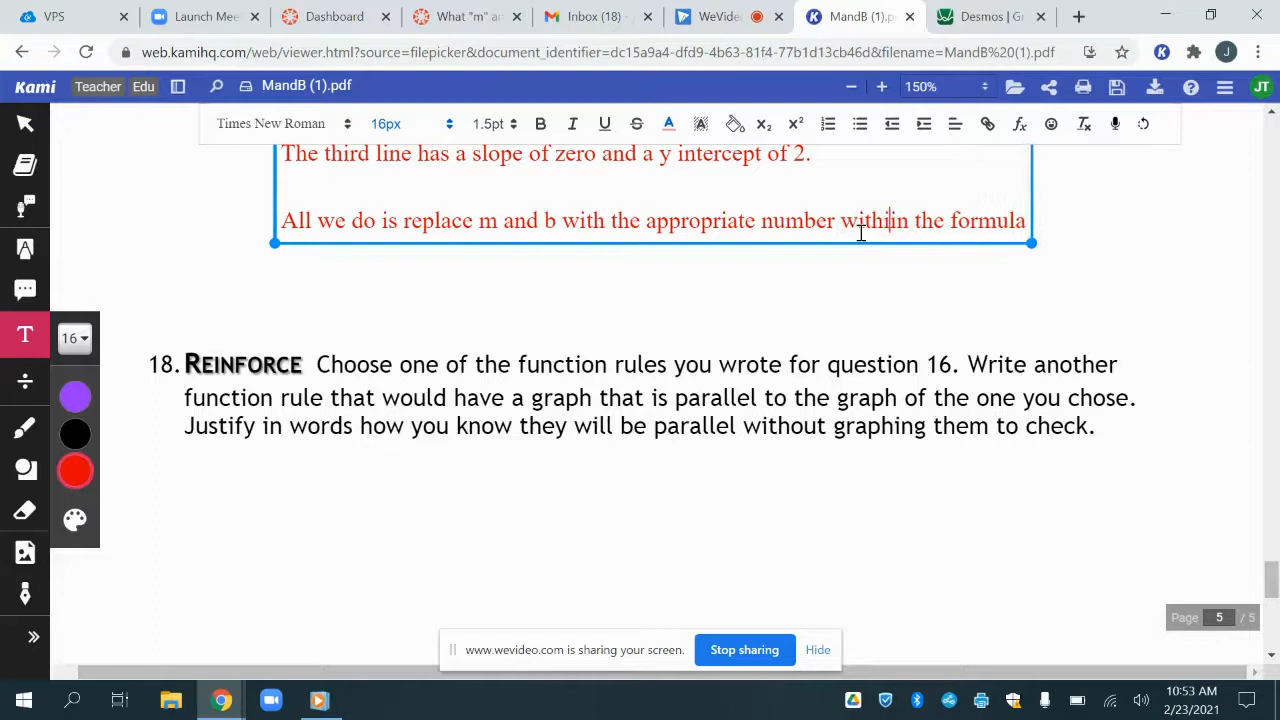 VPS
Launch Mee
Dashboard
What "m" ar
Inbox (18) -
WeVide
MandB (1).p
Desmos | Gr
web.kamihq.com/web/viewer.html?source=filepicker&document_identifier=dc15a9a4-dfd9-4b63-81f4-77b1d13cb46d&filename=MandB%20(1).pdf
J
Kami Teacher Edu MandB (1).pdf 150% JT
Times New Roman 16px 1.5pt
The third line has a slope of zero and a y intercept of 2.
All we do is replace m and b with the appropriate number withiin the formula
16
18. REINFORCE Choose one of the function rules you wrote for question 16. Write another
function rule that would have a graph that is parallel to the graph of the one you chose.
Justify in words how you know they will be parallel without graphing them to check.
Page 5 / 5
www.wevideo.com is sharing your screen. Stop sharing Hide
10:53 AM
2/23/2021